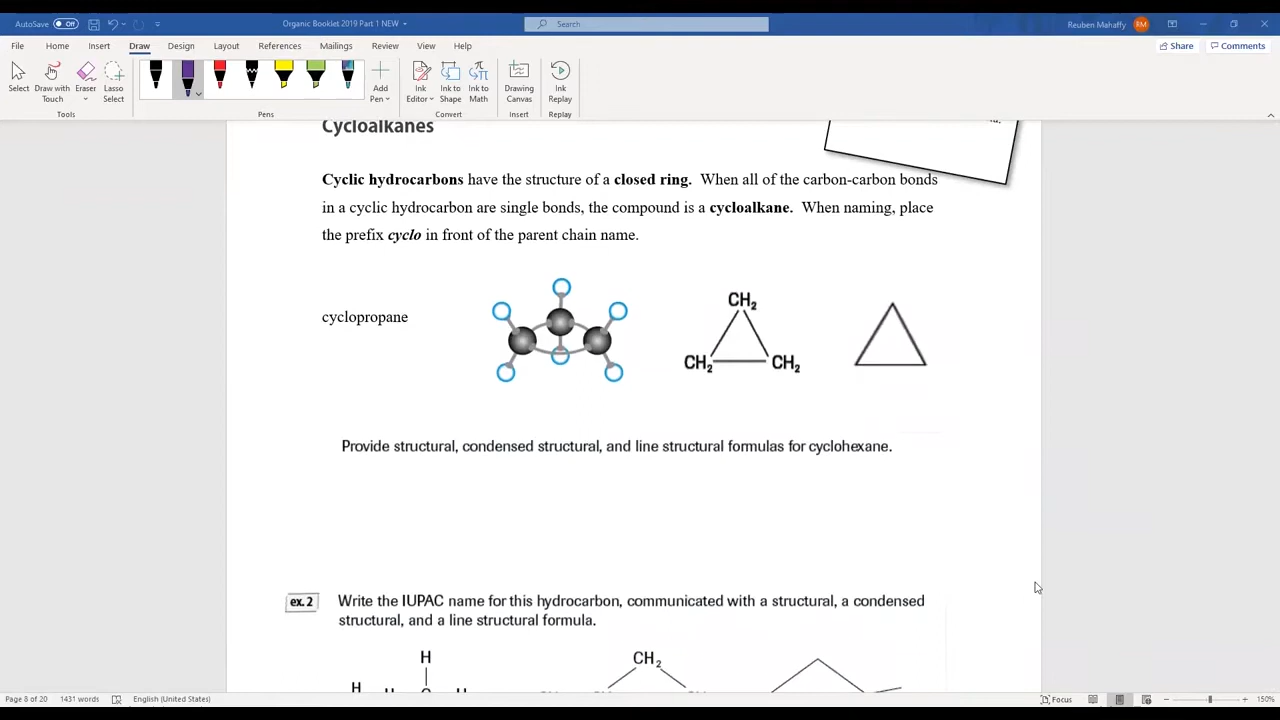 AutoSave Off Organic Booklet 2019 Part 1 NEW Search Reuben Mahaffy RM
File Home Insert Draw Design Layout References Mailings Review View Help Share Comments
Select Draw with Touch Eraser Lasso Select Add Pen Ink Editor Ink to Shape Ink to Math Drawing Canvas Ink Replay
Tools Pens Convert Insert Replay
Cycloalkanes
Cyclic hydrocarbons have the structure of a closed ring. When all of the carbon-carbon bonds
in a cyclic hydrocarbon are single bonds, the compound is a cycloalkane. When naming, place
the prefix cyclo in front of the parent chain name.
CH₂
cyclopropane
CH₂ CH₂
Provide structural, condensed structural, and line structural formulas for cyclohexane.
ex. 2 Write the IUPAC name for this hydrocarbon, communicated with a structural, a condensed
structural, and a line structural formula.
H CH₂
H H C H
Page 8 of 20 1431 words English (United States) Focus 150%